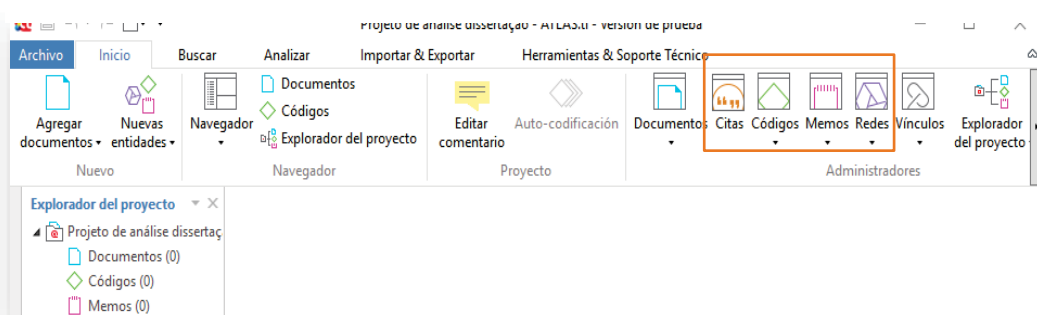 Projeto de análise dissertação - ATLAS.ti - Versión de prueba
Archivo Inicio Buscar Analizar Importar & Exportar Herramientas & Soporte Técnico
Agregar documentos
Nuevas entidades
Navegador
Documentos
Códigos
Explorador del proyecto
Editar comentario
Auto-codificación
Documentos Citas Códigos Memos Redes Vínculos
Explorador del proyecto
Nuevo Navegador Proyecto Administradores
Explorador del proyecto
Projeto de análise dissertaç
Documentos (0)
Códigos (0)
Memos (0)